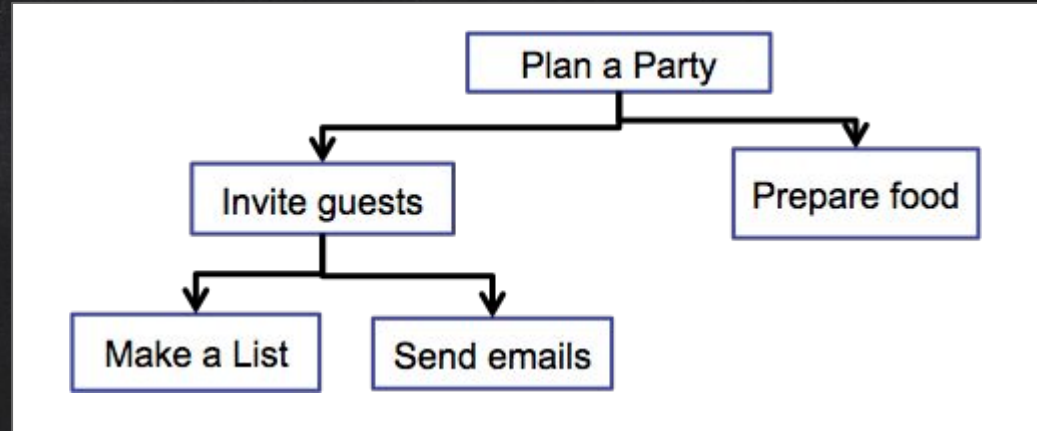 Plan a Party
Invite guests
Prepare food
Make a List
Send emails